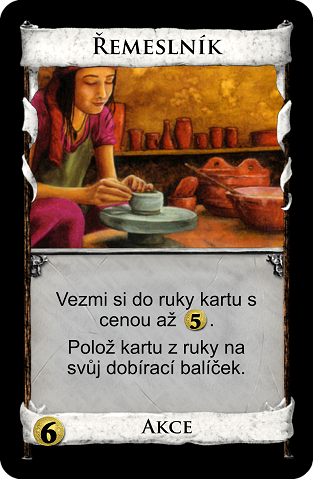 Řemeslník
Vezmi si do ruky kartu s
cenou až 5.
Polož kartu z ruky na
svůj dobírací balíček.
6
Akce